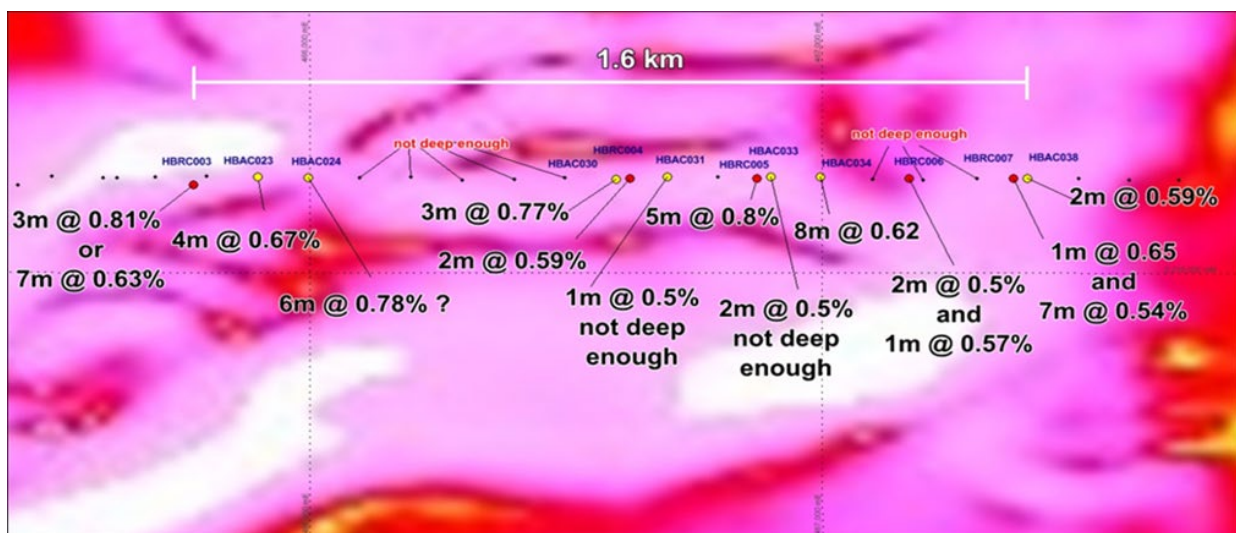 1.6 km
not deep enough
not deep enough
HBRC003
HBAC023
HBAC024
HBAC030
HBRC004
HBAC031
HBRC005
HBAC033
HBAC034
HBRC006
HBRC007
HBAC038
3m @ 0.81%
or
7m @ 0.63%
4m @ 0.67%
6m @ 0.78% ?
3m @ 0.77%
2m @ 0.59%
1m @ 0.5%
not deep
enough
5m @ 0.8%
2m @ 0.5%
not deep
enough
8m @ 0.62
2m @ 0.5%
and
1m @ 0.57%
2m @ 0.59%
1m @ 0.65
and
7m @ 0.54%